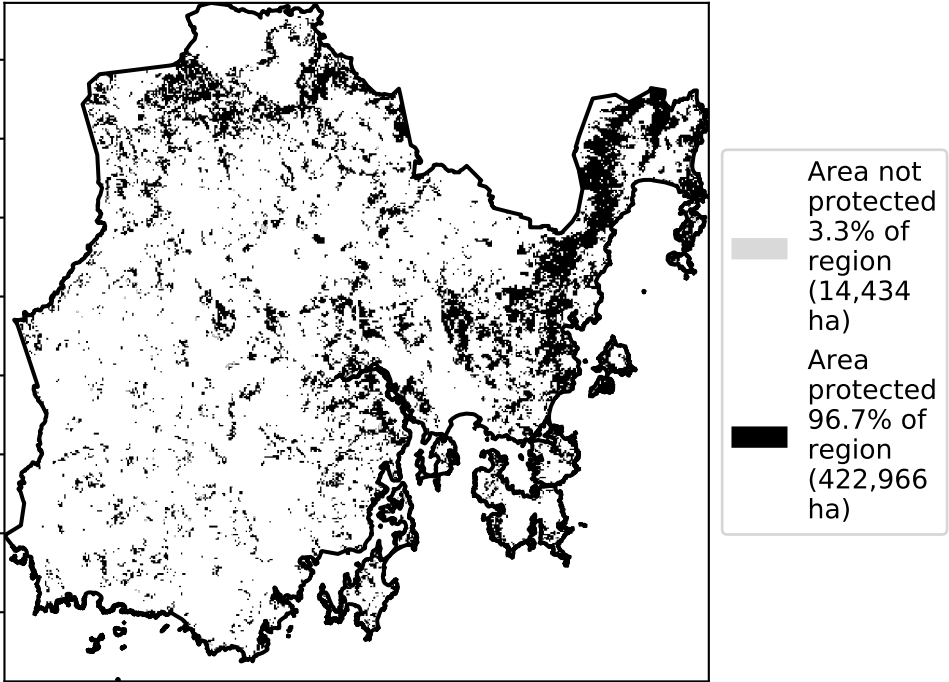 Area not
protected
3.3% of
region
(14,434
ha)
Area
protected
96.7% of
region
(422,966
ha)